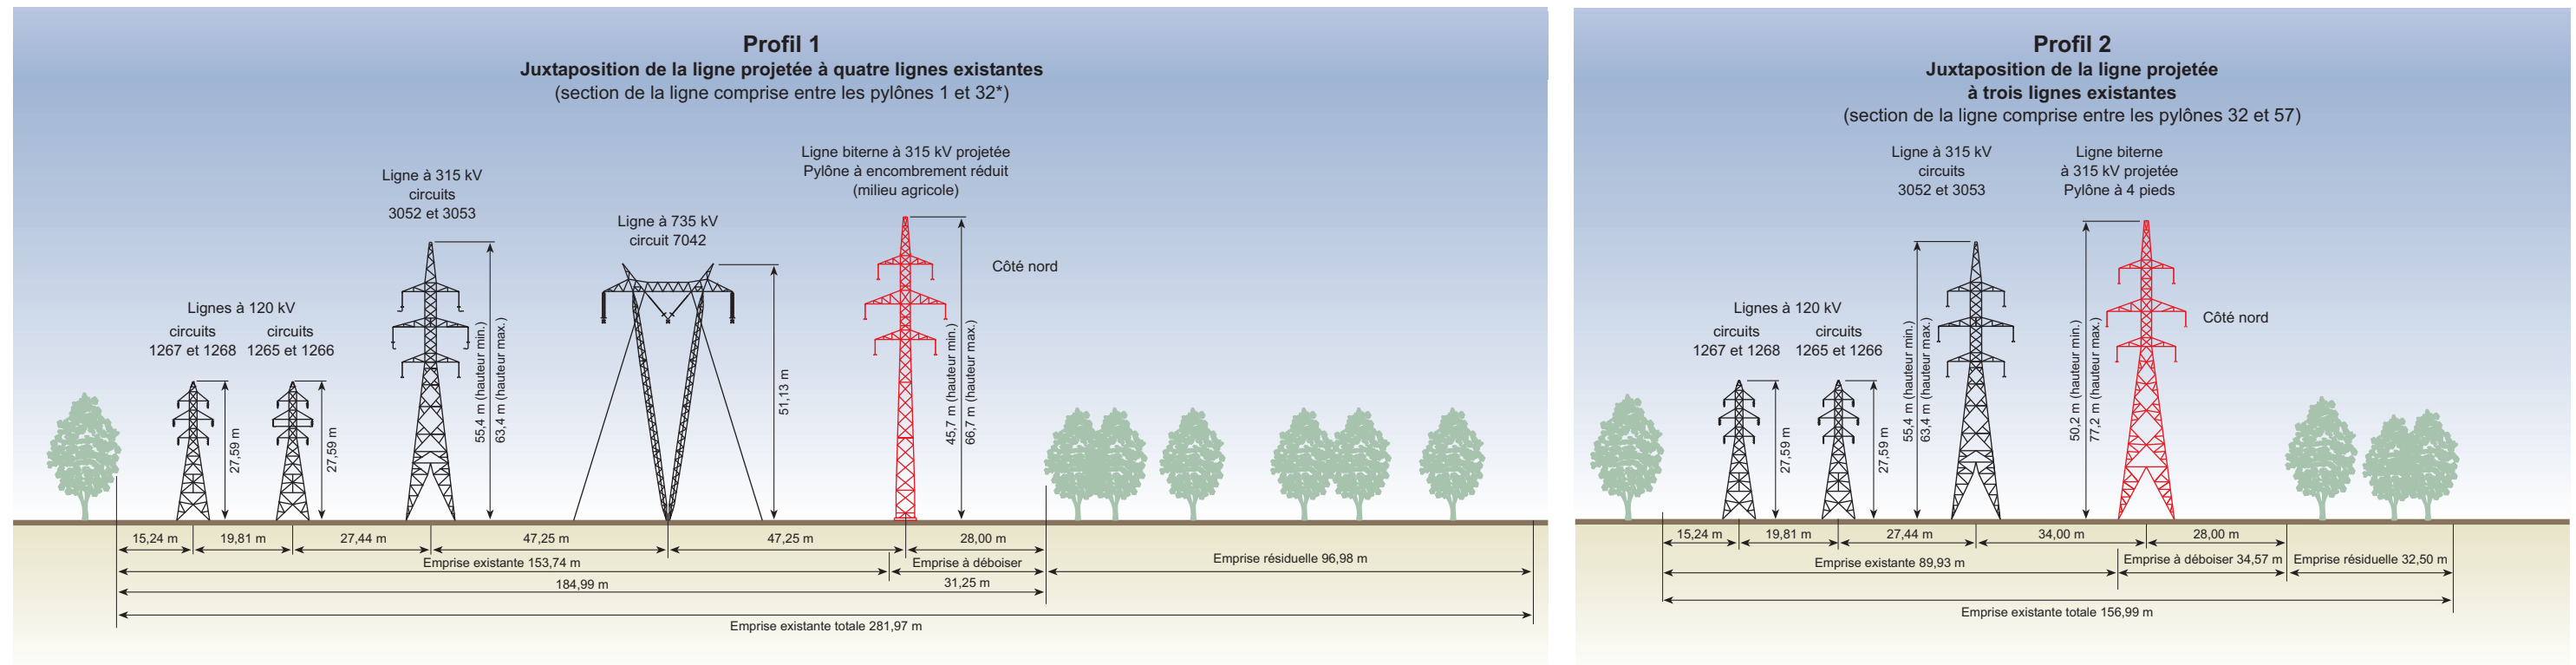 Profil 1
Juxtaposition de la ligne projetée à quatre lignes existantes
(section de la ligne comprise entre les pylônes 1 et 32*)
Ligne biterne à 315 kV projetée
Pylône à encombrement réduit
(milieu agricole)
Ligne à 315 kV
circuits
3052 et 3053
Ligne à 735 kV
circuit 7042
Côté nord
Lignes à 120 kV
circuits
1267 et 1268
circuits
1265 et 1266
27,59 m
27,59 m
55,4 m (hauteur min.)
63,4 m (hauteur max.)
51,13 m
45,7 m (hauteur min.)
66,7 m (hauteur max.)
15,24 m
19,81 m
27,44 m
47,25 m
47,25 m
28,00 m
Emprise existante 153,74 m
Emprise à déboiser
31,25 m
Emprise résiduelle 96,98 m
184,99 m
Emprise existante totale 281,97 m
Profil 2
Juxtaposition de la ligne projetée
à trois lignes existantes
(section de la ligne comprise entre les pylônes 32 et 57)
Ligne à 315 kV
circuits
3052 et 3053
Ligne biterne
à 315 kV projetée
Pylône à 4 pieds
Côté nord
Lignes à 120 kV
circuits
1267 et 1268
circuits
1265 et 1266
27,59 m
27,59 m
55,4 m (hauteur min.)
63,4 m (hauteur max.)
50,2 m (hauteur min.)
77,2 m (hauteur max.)
15,24 m
19,81 m
27,44 m
34,00 m
28,00 m
Emprise existante 89,93 m
Emprise à déboiser 34,57 m
Emprise résiduelle 32,50 m
Emprise existante totale 156,99 m